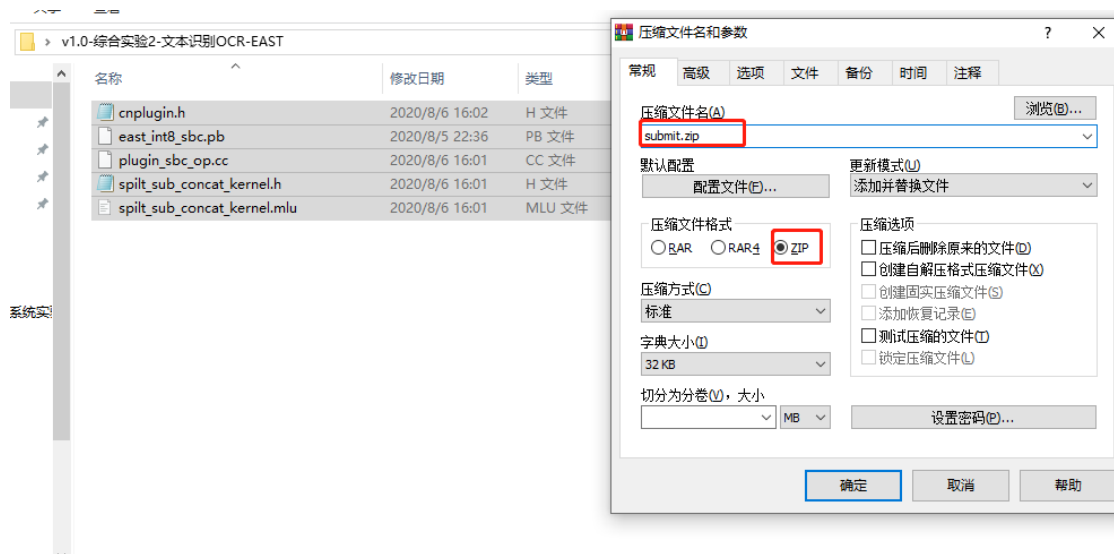 v1.0-综合实验2-文本识别OCR-EAST
名称 修改日期 类型
cnplugin.h 2020/8/6 16:02 H 文件
east_int8_sbc.pb 2020/8/5 22:36 PB 文件
plugin_sbc_op.cc 2020/8/6 16:01 CC 文件
spilt_sub_concat_kernel.h 2020/8/6 16:01 H 文件
spilt_sub_concat_kernel.mlu 2020/8/6 16:01 MLU 文件
系统实
压缩文件名和参数 ?
常规 高级 选项 文件 备份 时间 注释
压缩文件名(A)
浏览(B)...
submit.zip
默认配置
配置文件(F)...
更新模式(U)
添加并替换文件
压缩文件格式
RAR RAR4 ZIP
压缩方式(C)
标准
字典大小(I)
32 KB
切分为分卷(V)，大小
MB
压缩选项
压缩后删除原来的文件(D)
创建自解压格式压缩文件(X)
创建固实压缩文件(S)
添加恢复记录(E)
测试压缩的文件(T)
锁定压缩文件(L)
设置密码(P)...
确定 取消 帮助